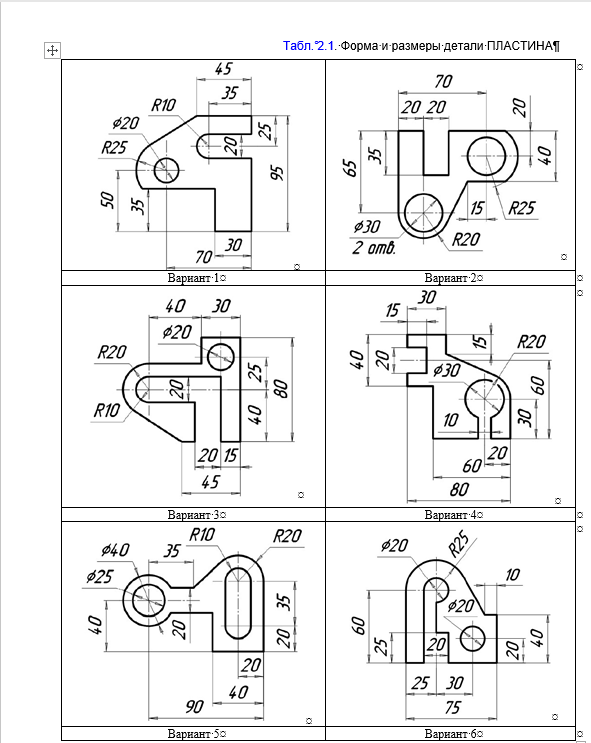 Табл.°2.1.·Форма·и·размеры·детали·ПЛАСТИНА¶
45
35
R10
Φ20
R25
20
25
95
50
35
30
70
Вариант·1¤
70
20 20
20
65
35
40
15
R25
Φ30
2 отв.
R20
Вариант·2¤
40 30
Φ20
R20
R10
20
25
40
80
20 15
45
Вариант·3¤
30
15
15
R20
40
20
Φ30
60
30
10
20
60
80
Вариант·4¤
R10
R20
Φ40
35
Φ25
20
35
40
20
20
40
90
Вариант·5¤
Φ20
R25
10
Φ20
60
25
20
20
40
25 30
75
Вариант·6¤